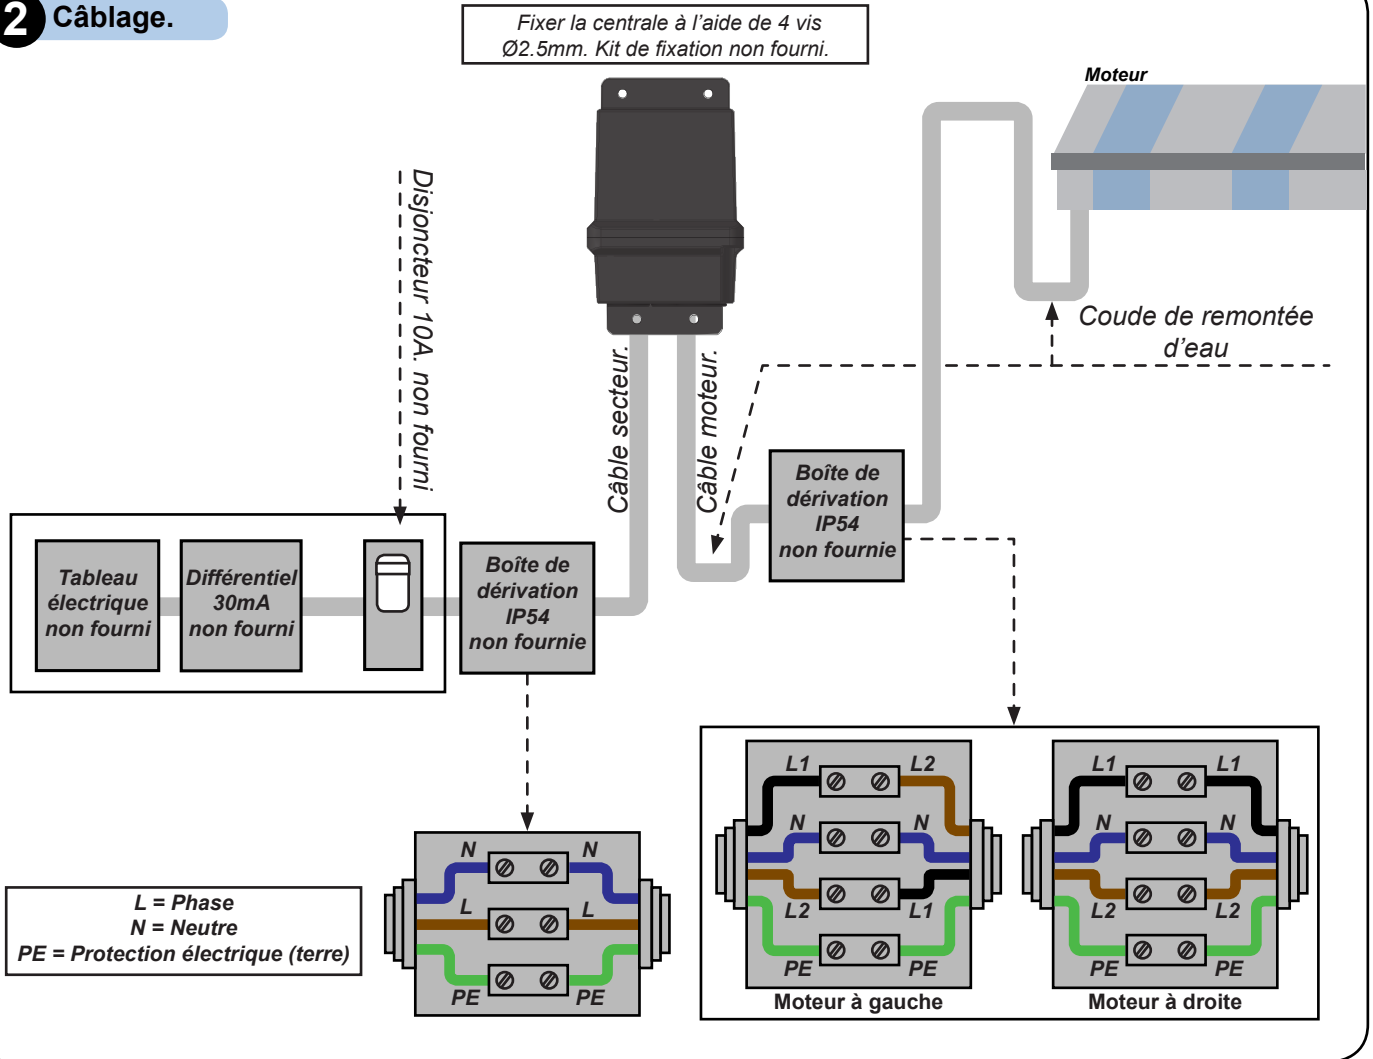 2 Câblage.
Fixer la centrale à l'aide de 4 vis
Ø2.5mm. Kit de fixation non fourni.
Moteur
Disjoncteur 10A. non fourni
Coude de remontée
d'eau
Câble secteur.
Câble moteur.
Boîte de
dérivation
IP54
non fournie
Tableau
électrique
non fourni
Différentiel
30mA
non fourni
Boîte de
dérivation
IP54
non fournie
L1 L2
N N
L2 L1
PE PE
Moteur à gauche
L1 L1
N N
L2 L2
PE PE
Moteur à droite
N N
L L
PE PE
L = Phase
N = Neutre
PE = Protection électrique (terre)